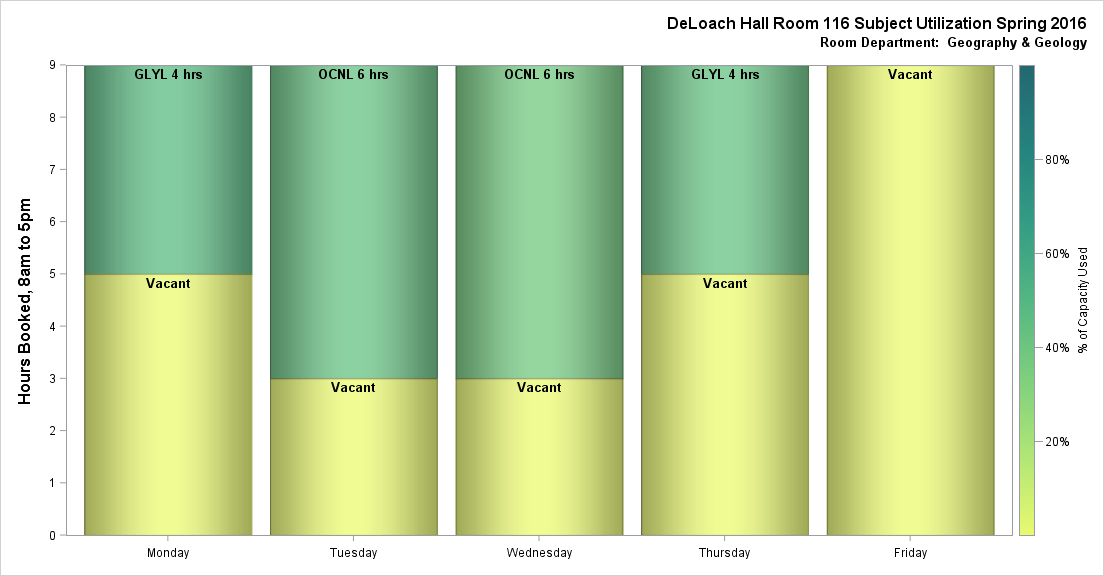 DeLoach Hall Room 116 Subject Utilization Spring 2016
Room Department: Geography & Geology
Hours Booked, 8am to 5pm
9
8
7
6
5
4
3
2
1
0
GLYL 4 hrs
Vacant
OCNL 6 hrs
Vacant
OCNL 6 hrs
Vacant
GLYL 4 hrs
Vacant
Vacant
Monday
Tuesday
Wednesday
Thursday
Friday
80%
60%
40%
20%
% of Capacity Used